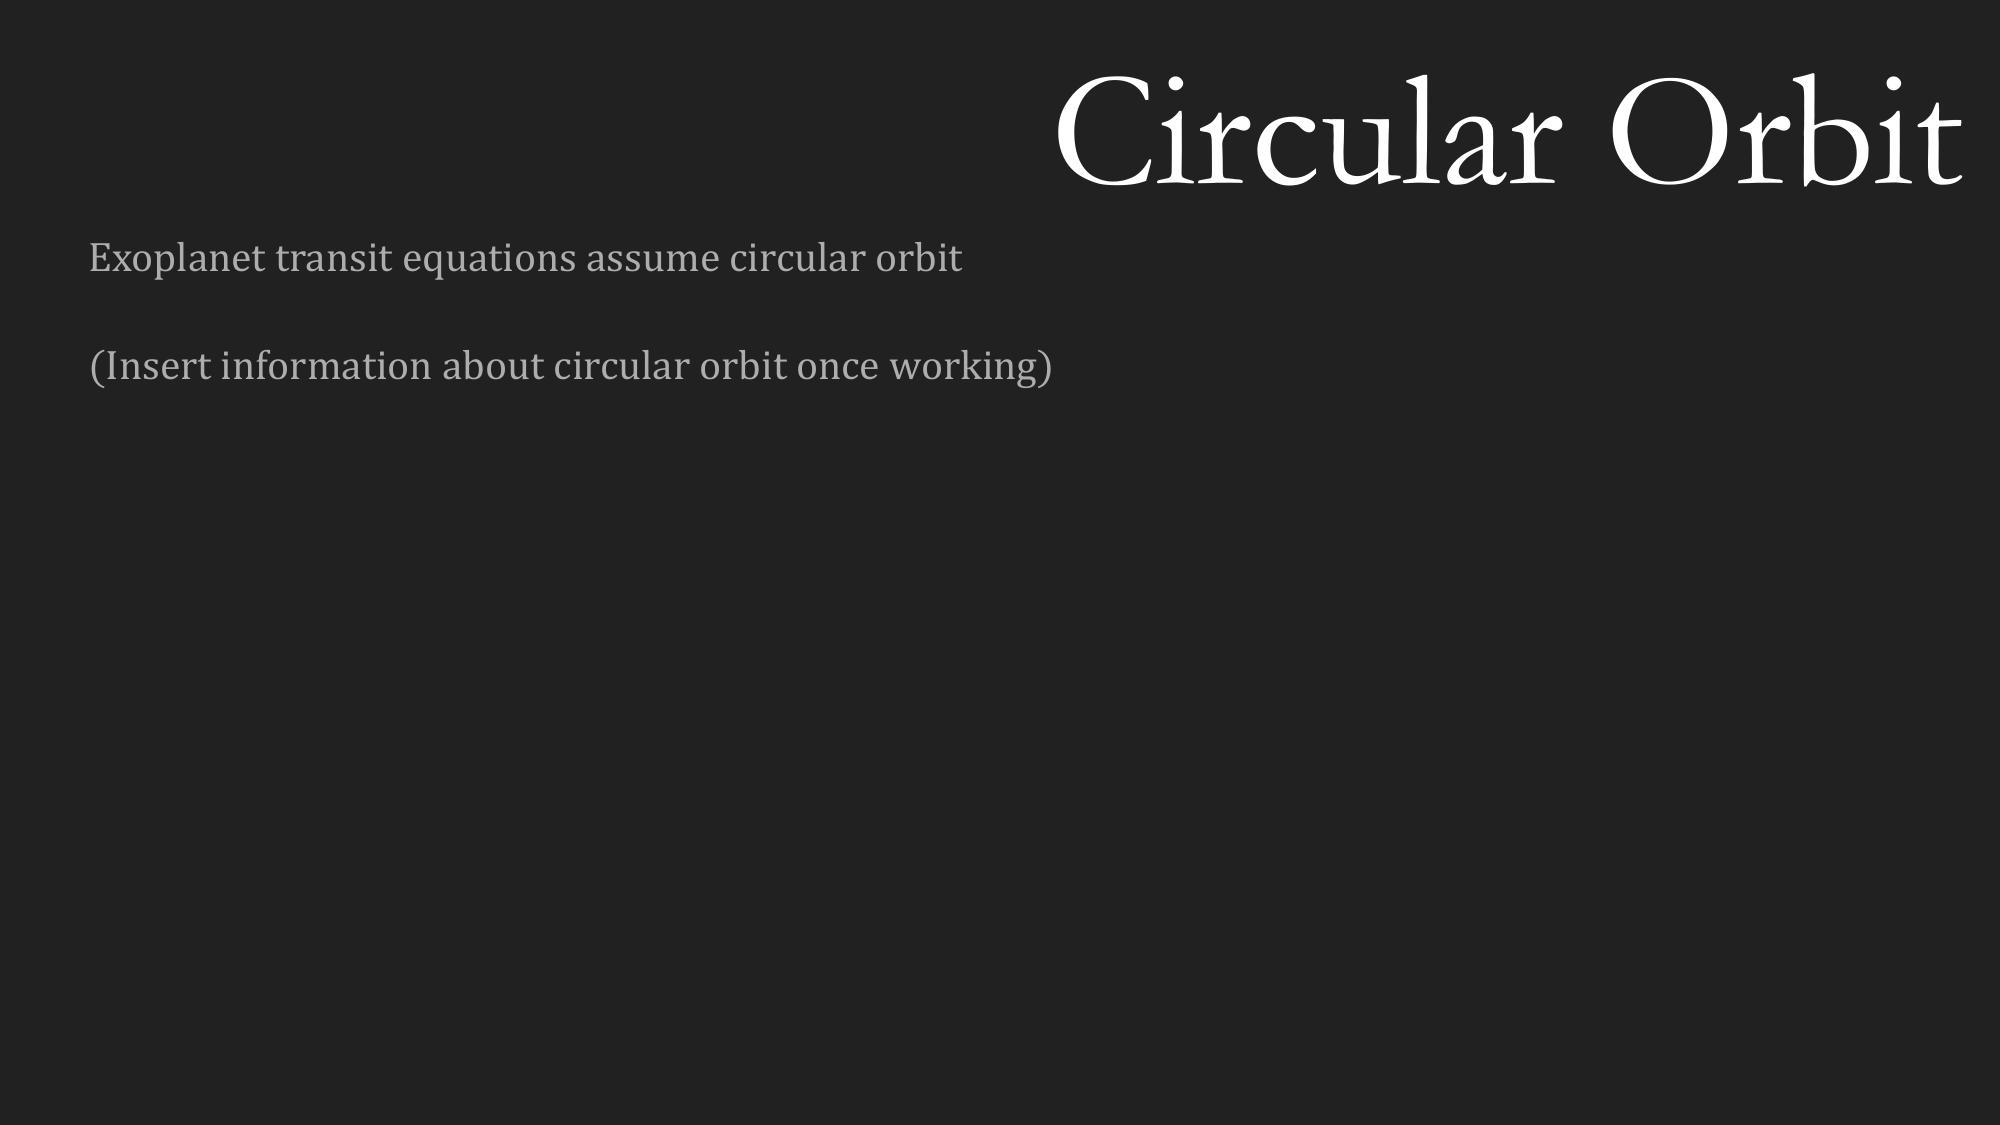 Circular Orbit
Exoplanet transit equations assume circular orbit
(Insert information about circular orbit once working)